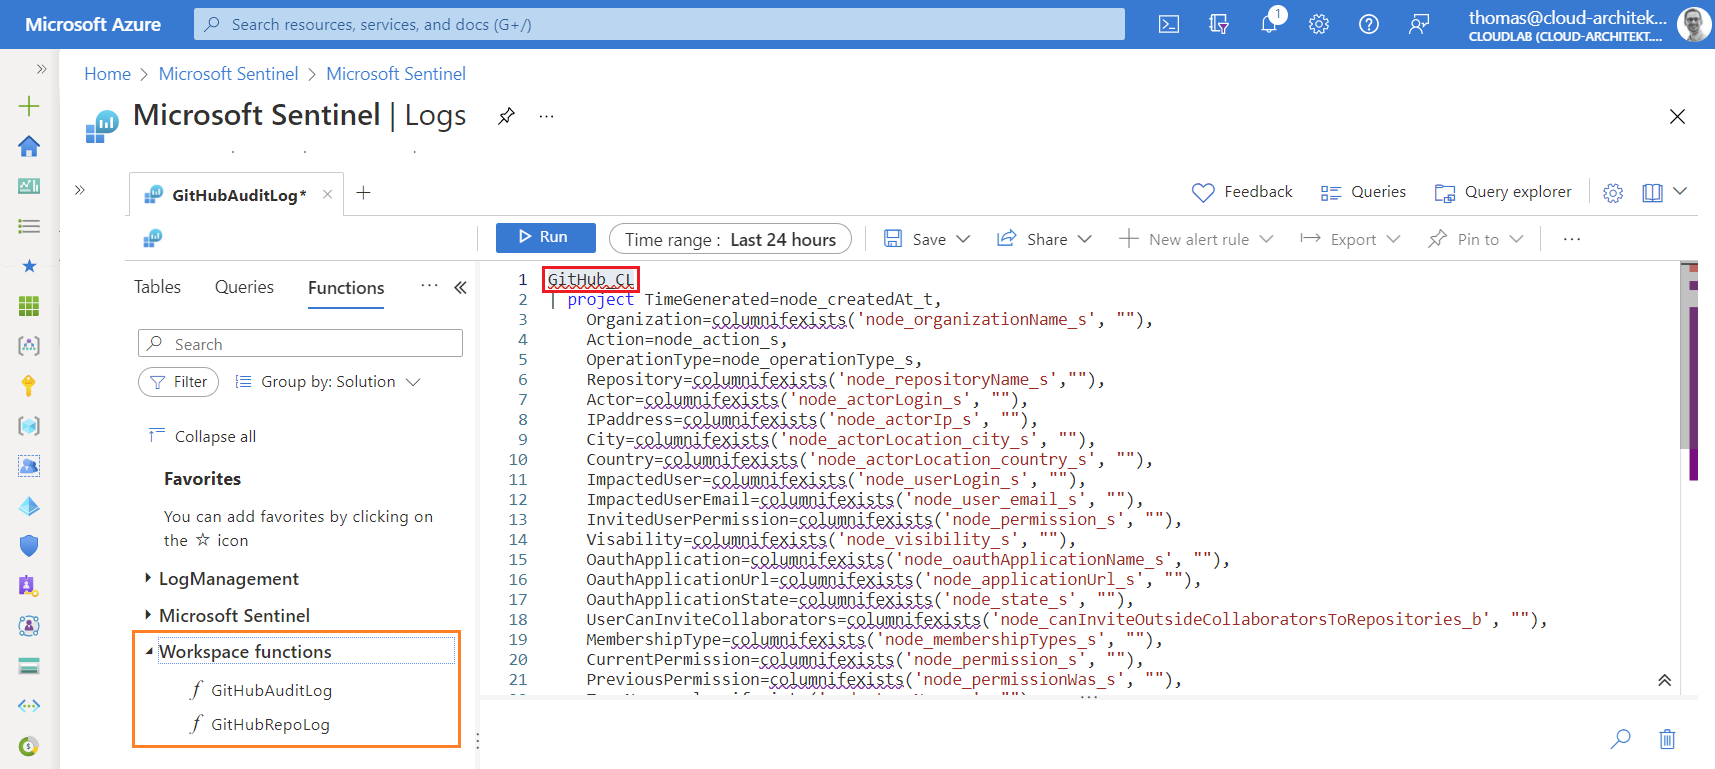 Microsoft Azure
Search resources, services, and docs (G+/)
1
thomas@cloud-architek...
CLOUDLAB (CLOUD-ARCHITEKT....
Home > Microsoft Sentinel > Microsoft Sentinel
Microsoft Sentinel | Logs
GitHubAuditLog*
Feedback
Queries
Query explorer
Run
Time range : Last 24 hours
Save
Share
New alert rule
Export
Pin to
Tables
Queries
Functions
Search
Filter
Group by: Solution
Collapse all
Favorites
You can add favorites by clicking on
the ☆ icon
LogManagement
Microsoft Sentinel
Workspace functions
f GitHubAuditLog
f GitHubRepoLog
1 GitHub_CL
2 | project TimeGenerated=node_createdAt_t,
3 Organization=columnifexists('node_organizationName_s', ""),
4 Action=node_action_s,
5 OperationType=node_operationType_s,
6 Repository=columnifexists('node_repositoryName_s',""),
7 Actor=columnifexists('node_actorLogin_s', ""),
8 IPaddress=columnifexists('node_actorIp_s', ""),
9 City=columnifexists('node_actorLocation_city_s', ""),
10 Country=columnifexists('node_actorLocation_country_s', ""),
11 ImpactedUser=columnifexists('node_userLogin_s', ""),
12 ImpactedUserEmail=columnifexists('node_user_email_s', ""),
13 InvitedUserPermission=columnifexists('node_permission_s', ""),
14 Visability=columnifexists('node_visibility_s', ""),
15 OauthApplication=columnifexists('node_oauthApplicationName_s', ""),
16 OauthApplicationUrl=columnifexists('node_applicationUrl_s', ""),
17 OauthApplicationState=columnifexists('node_state_s', ""),
18 UserCanInviteCollaborators=columnifexists('node_canInviteOutsideCollaboratorsToRepositories_b', ""),
19 MembershipType=columnifexists('node_membershipTypes_s', ""),
20 CurrentPermission=columnifexists('node_permission_s', ""),
21 PreviousPermission=columnifexists('node_permissionWas_s', ""),